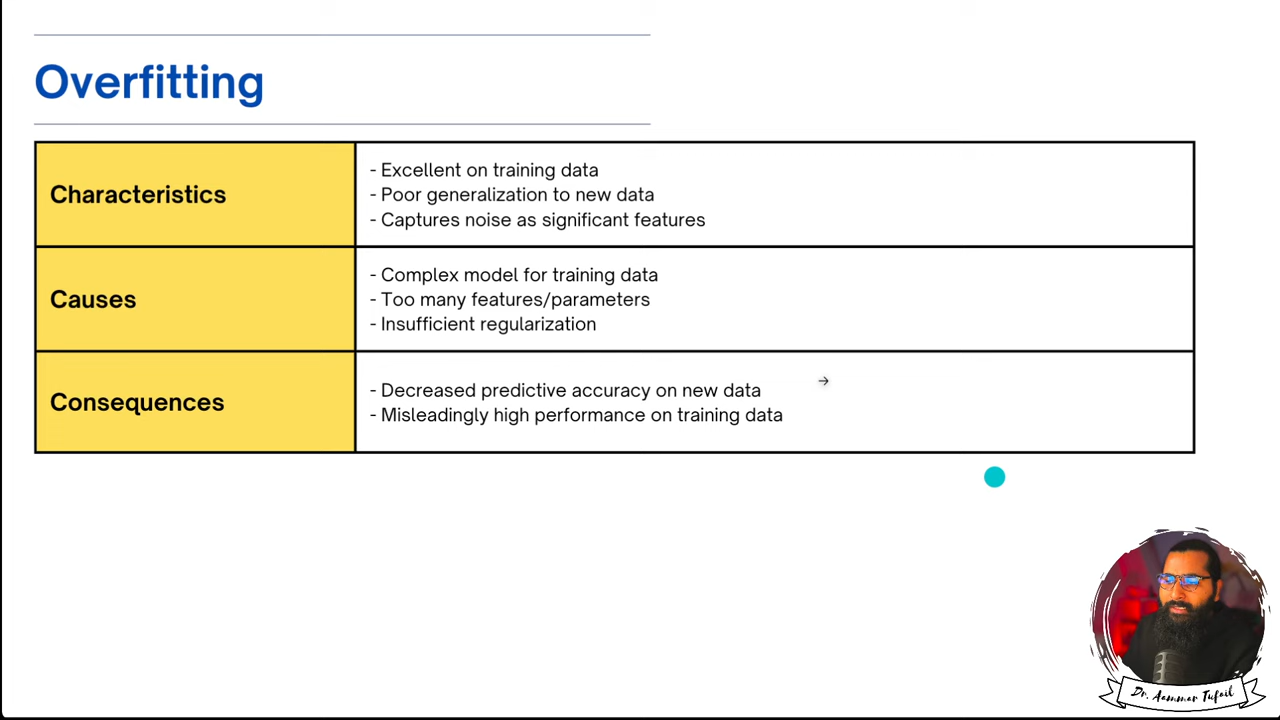 Overfitting
Characteristics
- Excellent on training data
- Poor generalization to new data
- Captures noise as significant features
Causes
- Complex model for training data
- Too many features/parameters
- Insufficient regularization
Consequences
- Decreased predictive accuracy on new data
- Misleadingly high performance on training data
Dr. Aammar Tufail